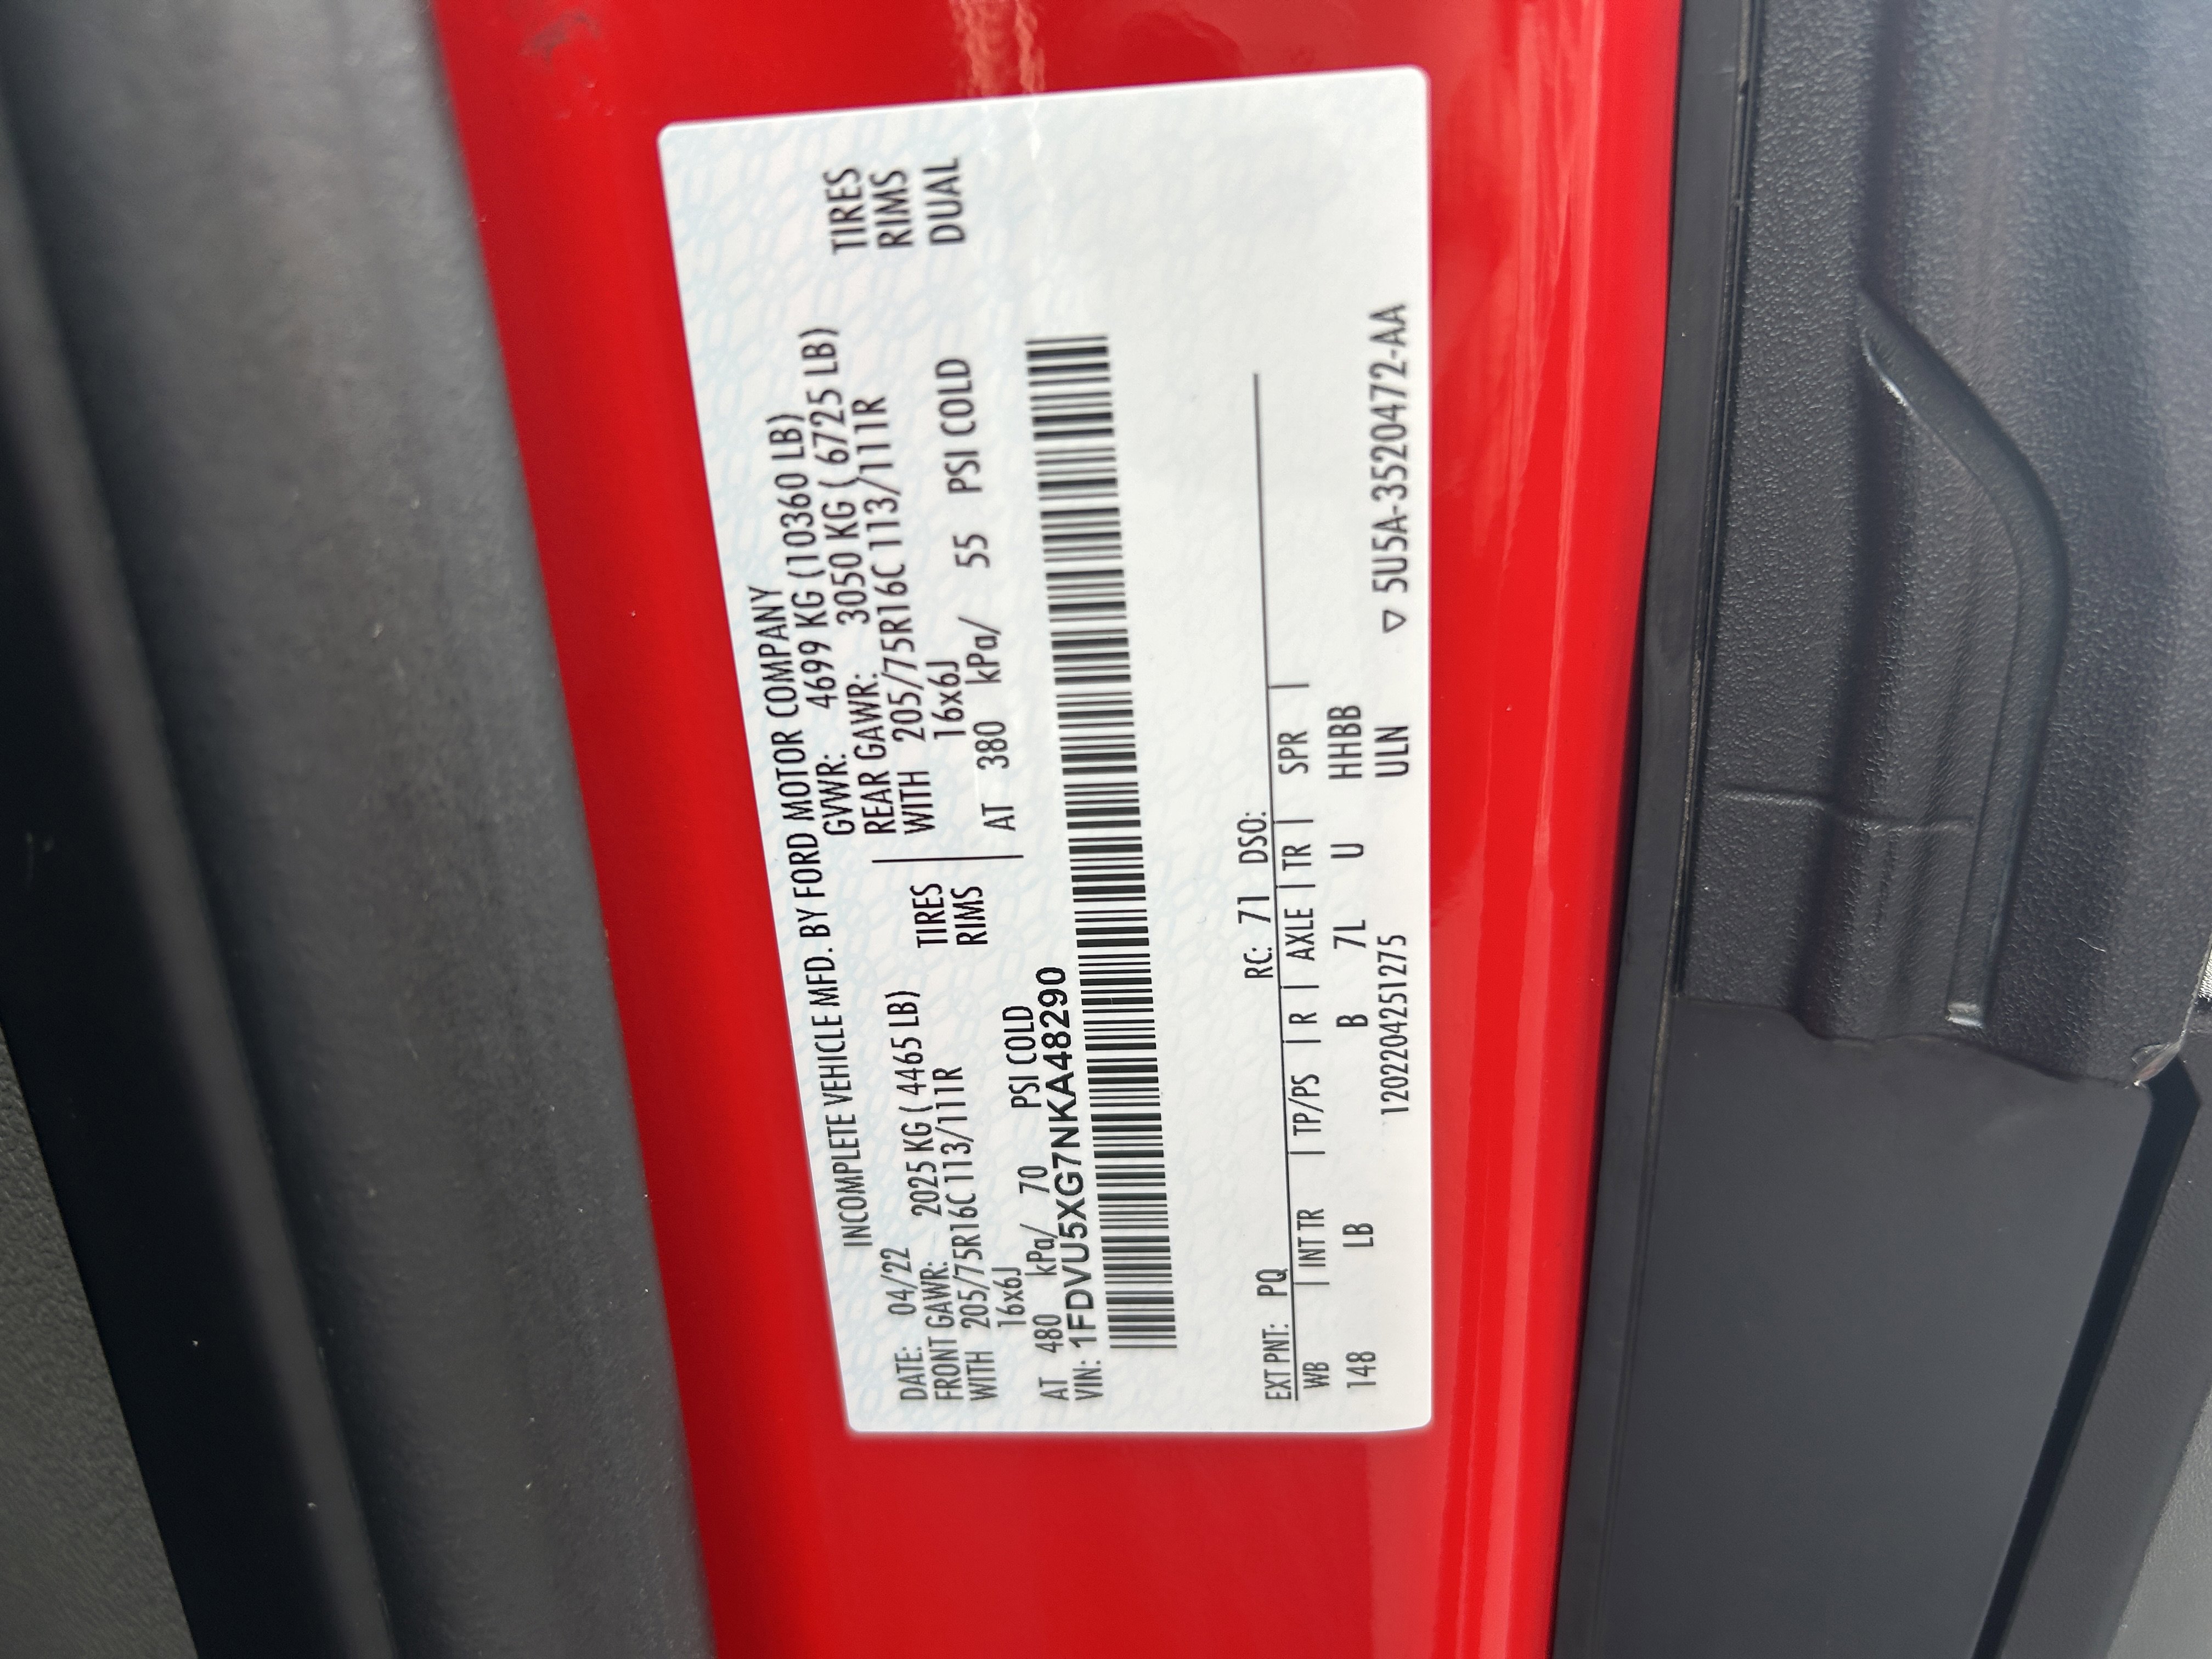 INCOMPLETE VEHICLE MFD. BY FORD MOTOR COMPANY
DATE: 04/22 GVWR: 4699 KG (10360 LB)
FRONT GAWR: 2025 KG ( 4465 LB) REAR GAWR: 3050 KG ( 6725 LB)
WITH 205/75R16C 113/111R TIRES WITH 205/75R16C 113/111R TIRES
16x6J RIMS 16x6J RIMS
AT 480 kPa/ 70 PSI COLD AT 380 kPa/ 55 PSI COLD DUAL
VIN: 1FDVU5XG7NKA48290
EXT PNT: PQ RC: 71 DSO:
WB | INT TR | TP/PS | R | AXLE | TR | SPR |
148 LB B 7L U HHBB
1202204251275 ULN ▽ 5U5A-3520472-AA